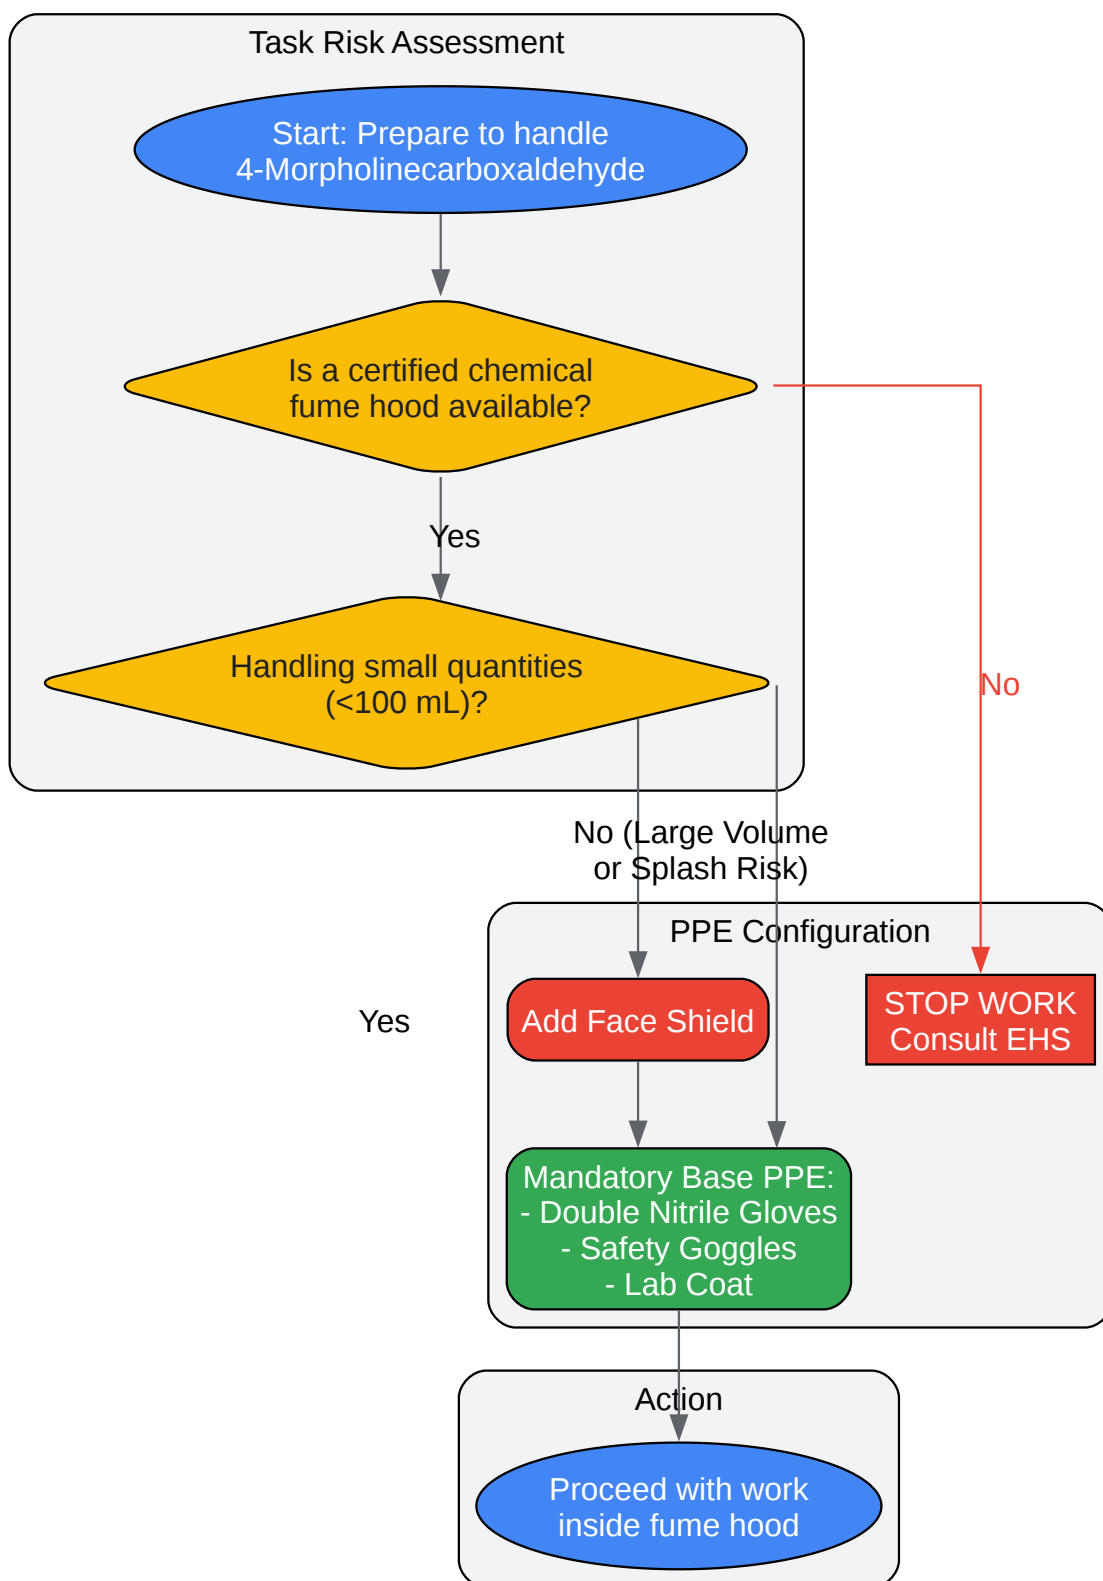 Task Risk Assessment
Start: Prepare to handle
4-Morpholinecarboxaldehyde
Is a certified chemical
fume hood available?
Yes
Handling small quantities
(<100 mL)?
No
No (Large Volume
or Splash Risk)
PPE Configuration
Yes
Add Face Shield
STOP WORK
Consult EHS
Mandatory Base PPE:
- Double Nitrile Gloves
- Safety Goggles
- Lab Coat
Action
Proceed with work
inside fume hood